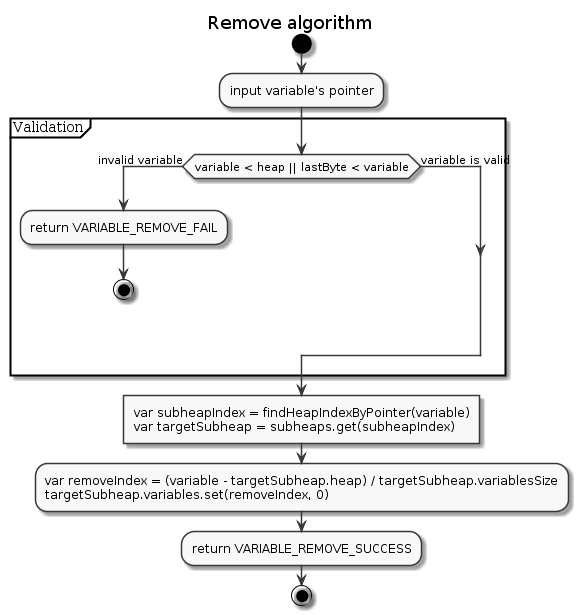 Remove algorithm
input variable's pointer
Validation
invalid variable
variable < heap || lastByte < variable
variable is valid
return VARIABLE_REMOVE_FAIL
var subheapIndex = findHeapIndexByPointer(variable)
var targetSubheap = subheaps.get(subheapIndex)
var removeIndex = (variable - targetSubheap.heap) / targetSubheap.variablesSize
targetSubheap.variables.set(removeIndex, 0)
return VARIABLE_REMOVE_SUCCESS